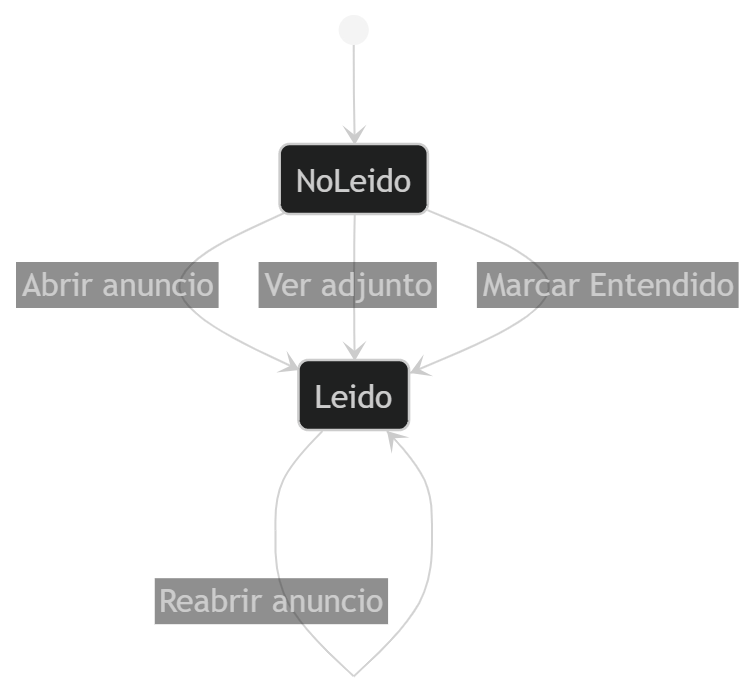 NoLeido
Abrir anuncio
Ver adjunto
Marcar Entendido
Leido
Reabrir anuncio